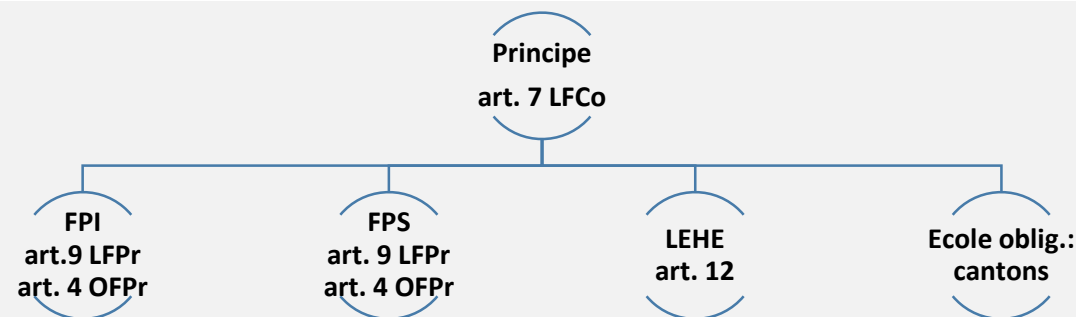 Principe
art. 7 LFCo
FPI
art.9 LFPr
art. 4 OFPr
FPS
art. 9 LFPr
art. 4 OFPr
LEHE
art. 12
Ecole oblig.:
cantons